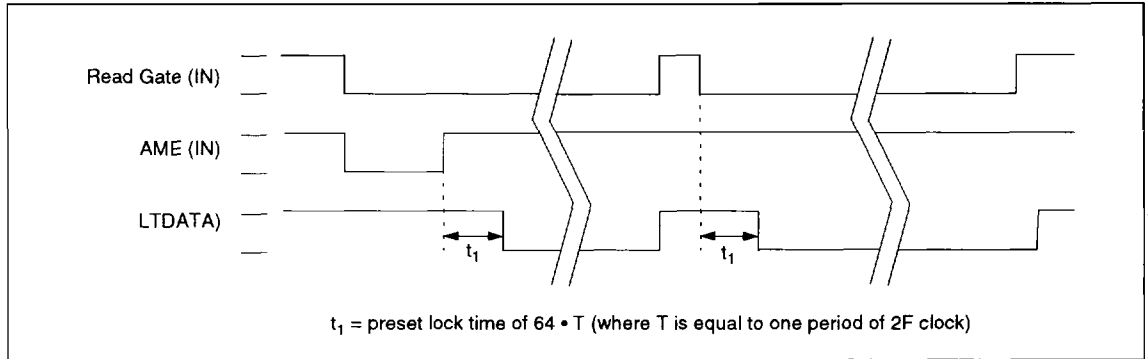 Read Gate (IN)
AME (IN)
LTDATA)
t₁
t₁
t₁ = preset lock time of 64 • T (where T is equal to one period of 2F clock)